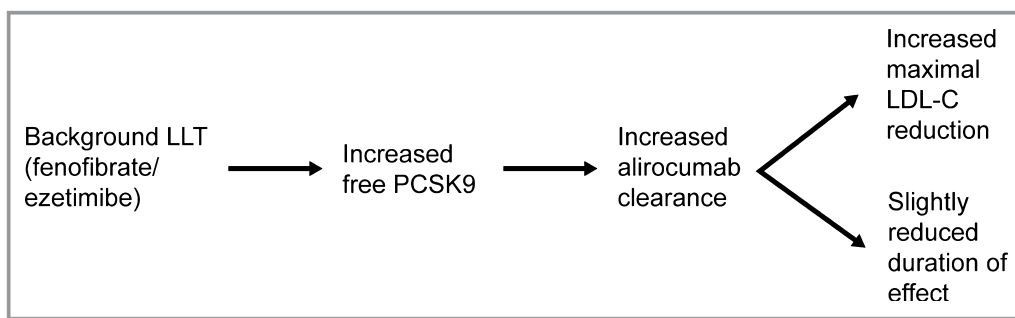 Background LLT
(fenofibrate/
ezetimibe)
Increased
free PCSK9
Increased
alirocumab
clearance
Increased
maximal
LDL-C
reduction
Slightly
reduced
duration of
effect